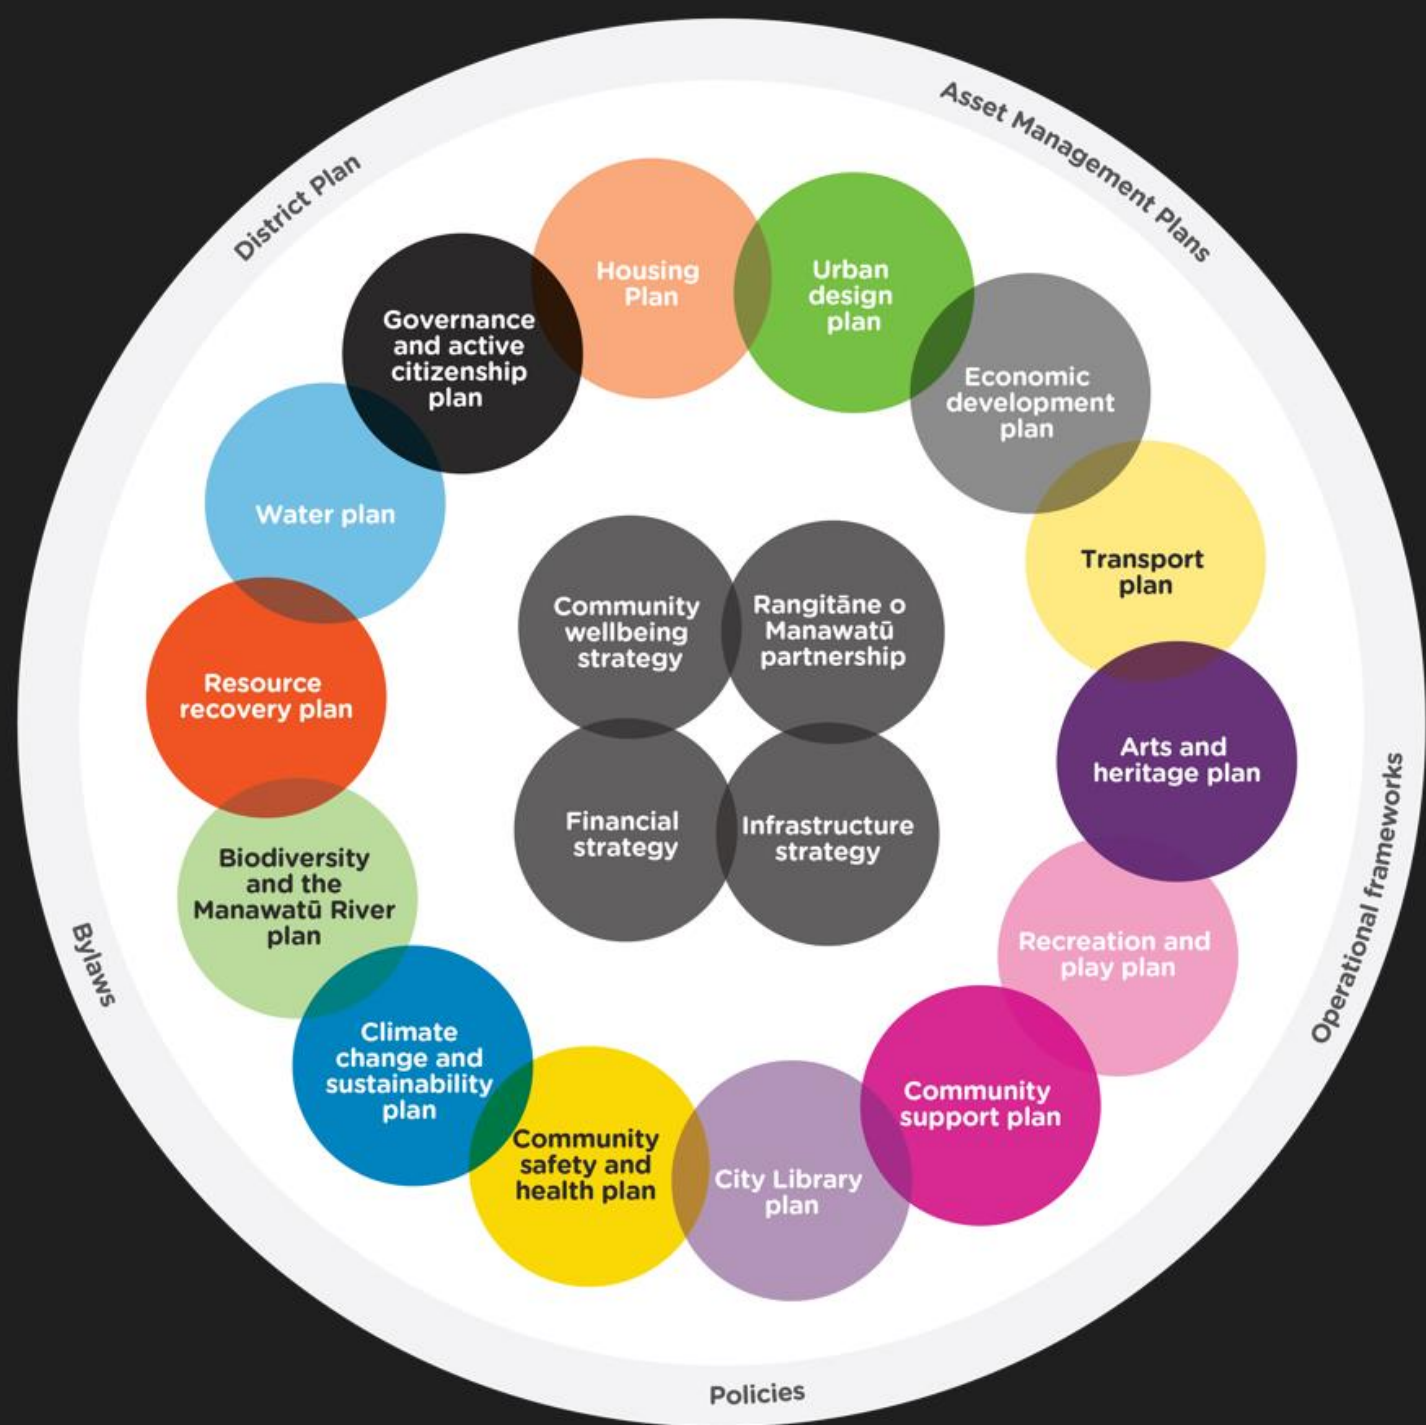 District Plan
Asset Management Plans
Operational frameworks
Policies
Bylaws
Housing
Plan
Urban
design
plan
Economic
development
plan
Transport
plan
Arts and
heritage plan
Recreation and
play plan
Community
support plan
City Library
plan
Community
safety and
health plan
Climate
change and
sustainability
plan
Biodiversity
and the
Manawatū River
plan
Resource
recovery plan
Water plan
Governance
and active
citizenship
plan
Community
wellbeing
strategy
Rangitāne o
Manawatū
partnership
Financial
strategy
Infrastructure
strategy